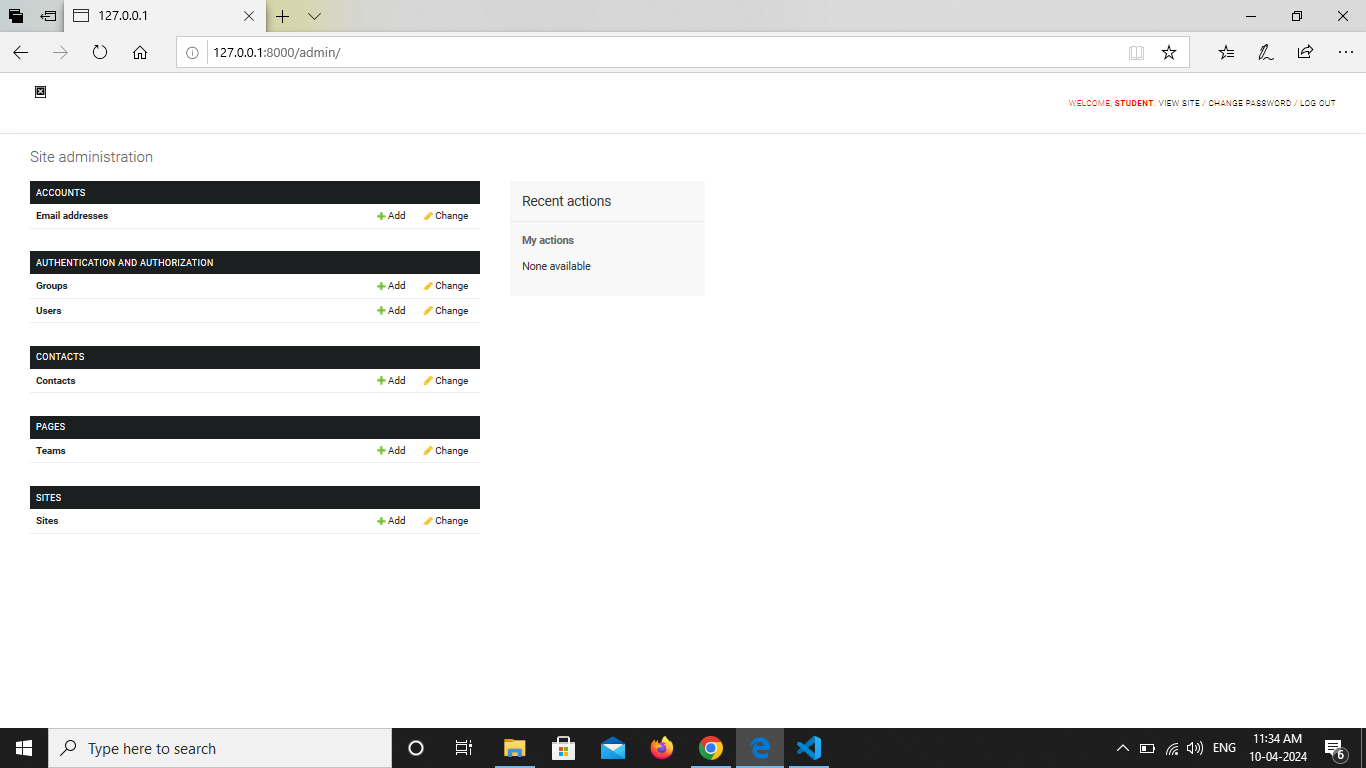 127.0.0.1
127.0.0.1:8000/admin/
WELCOME, STUDENT. VIEW SITE / CHANGE PASSWORD / LOG OUT
Site administration
ACCOUNTS
Email addresses Add Change
AUTHENTICATION AND AUTHORIZATION
Groups Add Change
Users Add Change
CONTACTS
Contacts Add Change
PAGES
Teams Add Change
SITES
Sites Add Change
Recent actions
My actions
None available
Type here to search
ENG
11:34 AM
10-04-2024
6